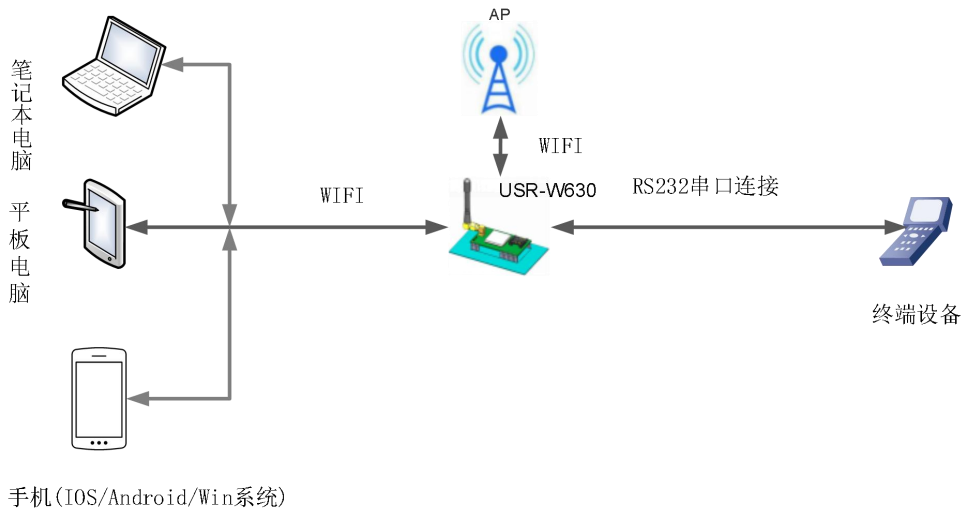 AP
笔记本电脑
WIFI
USR-W630
WIFI
RS232串口连接
平板电脑
终端设备
手机(IOS/Android/Win系统)